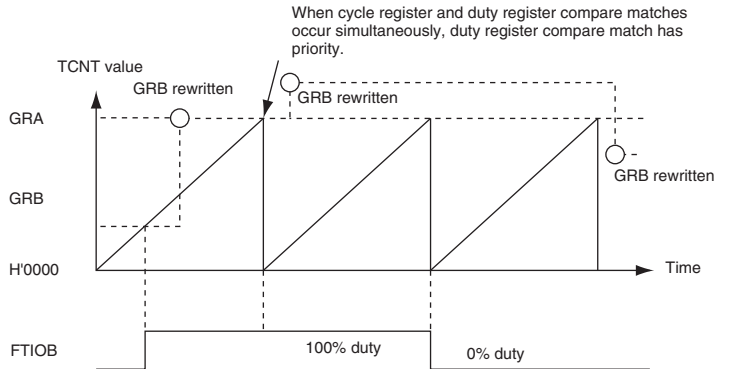 When cycle register and duty register compare matches
occur simultaneously, duty register compare match has
priority.
TCNT value
GRB rewritten
GRB rewritten
GRA
GRB rewritten
GRB
H'0000
Time
FTIOB
100% duty
0% duty